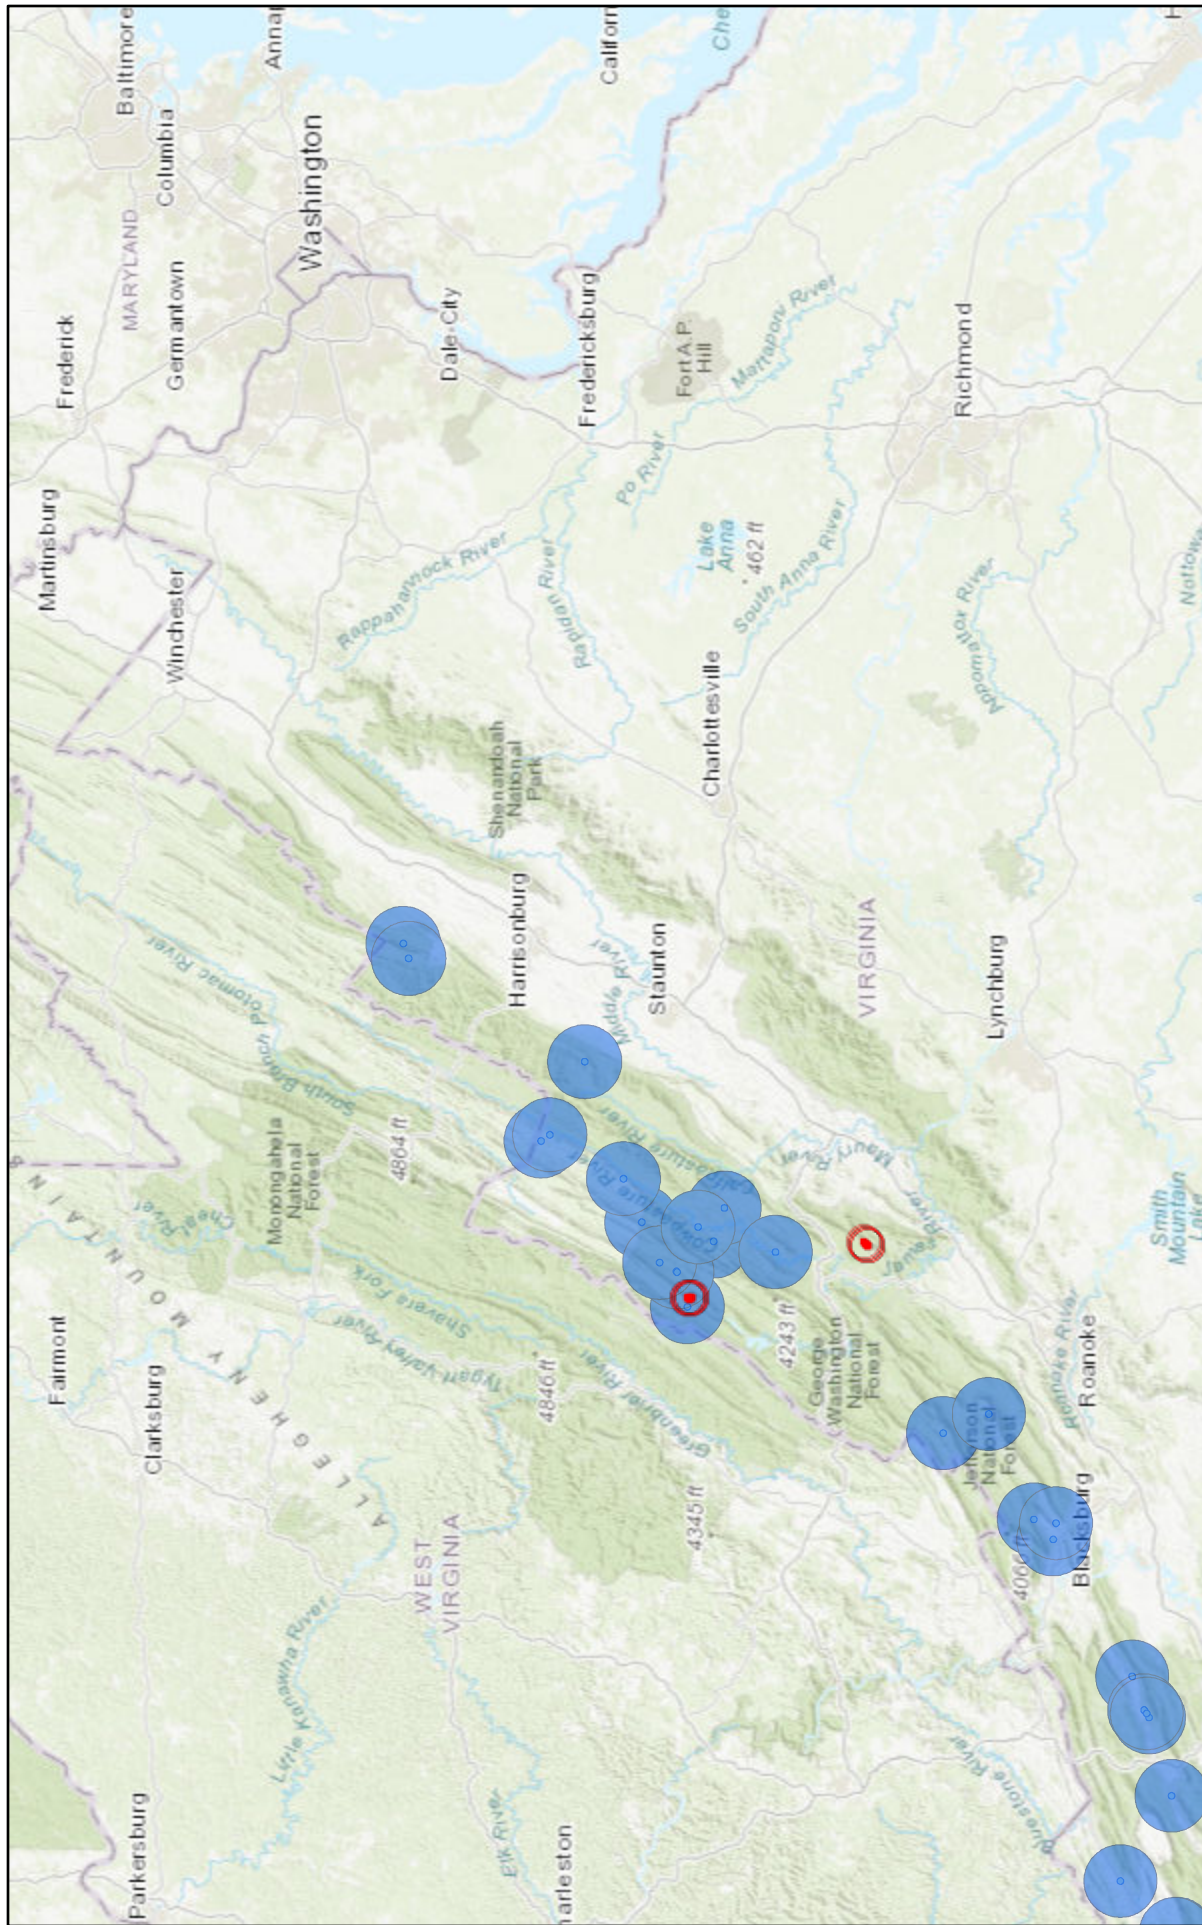 Parkersburg
Clarksburg
Fairmont
Martinsburg
Frederick
Winchester
MARYLAND
Germantown
Columbia
Baltimore
Annap
Washington
Dale City
Californ
Che
ALLEGHENY
MOUNTAINS
Cheat River
Monongahela
National
Forest
South Branch Potomac River
4864 ft
Shavers Fork
Tygart Valley River
4846 ft
Little Kanawha River
WEST
VIRGINIA
Elk River
arleston
Greenbrier River
4345 ft
Harrisonburg
Shenandoah
National
Park
Rappahannock River
Rapidan River
Fredericksburg
Po River
Fort A.P.
Hill
Mattaponi River
Lake
Anna
462 ft
South Anna River
Middle River
Staunton
Charlottesville
Cowpasture River
Calfpasture River
Maury River
James River
4243 ft
George
Washington
National
Forest
VIRGINIA
Richmond
Lynchburg
Appomattox River
Jefferson
National
Forest
Roanoke River
Roanoke
Smith
Mountain
Blacksburg
Bluestone River